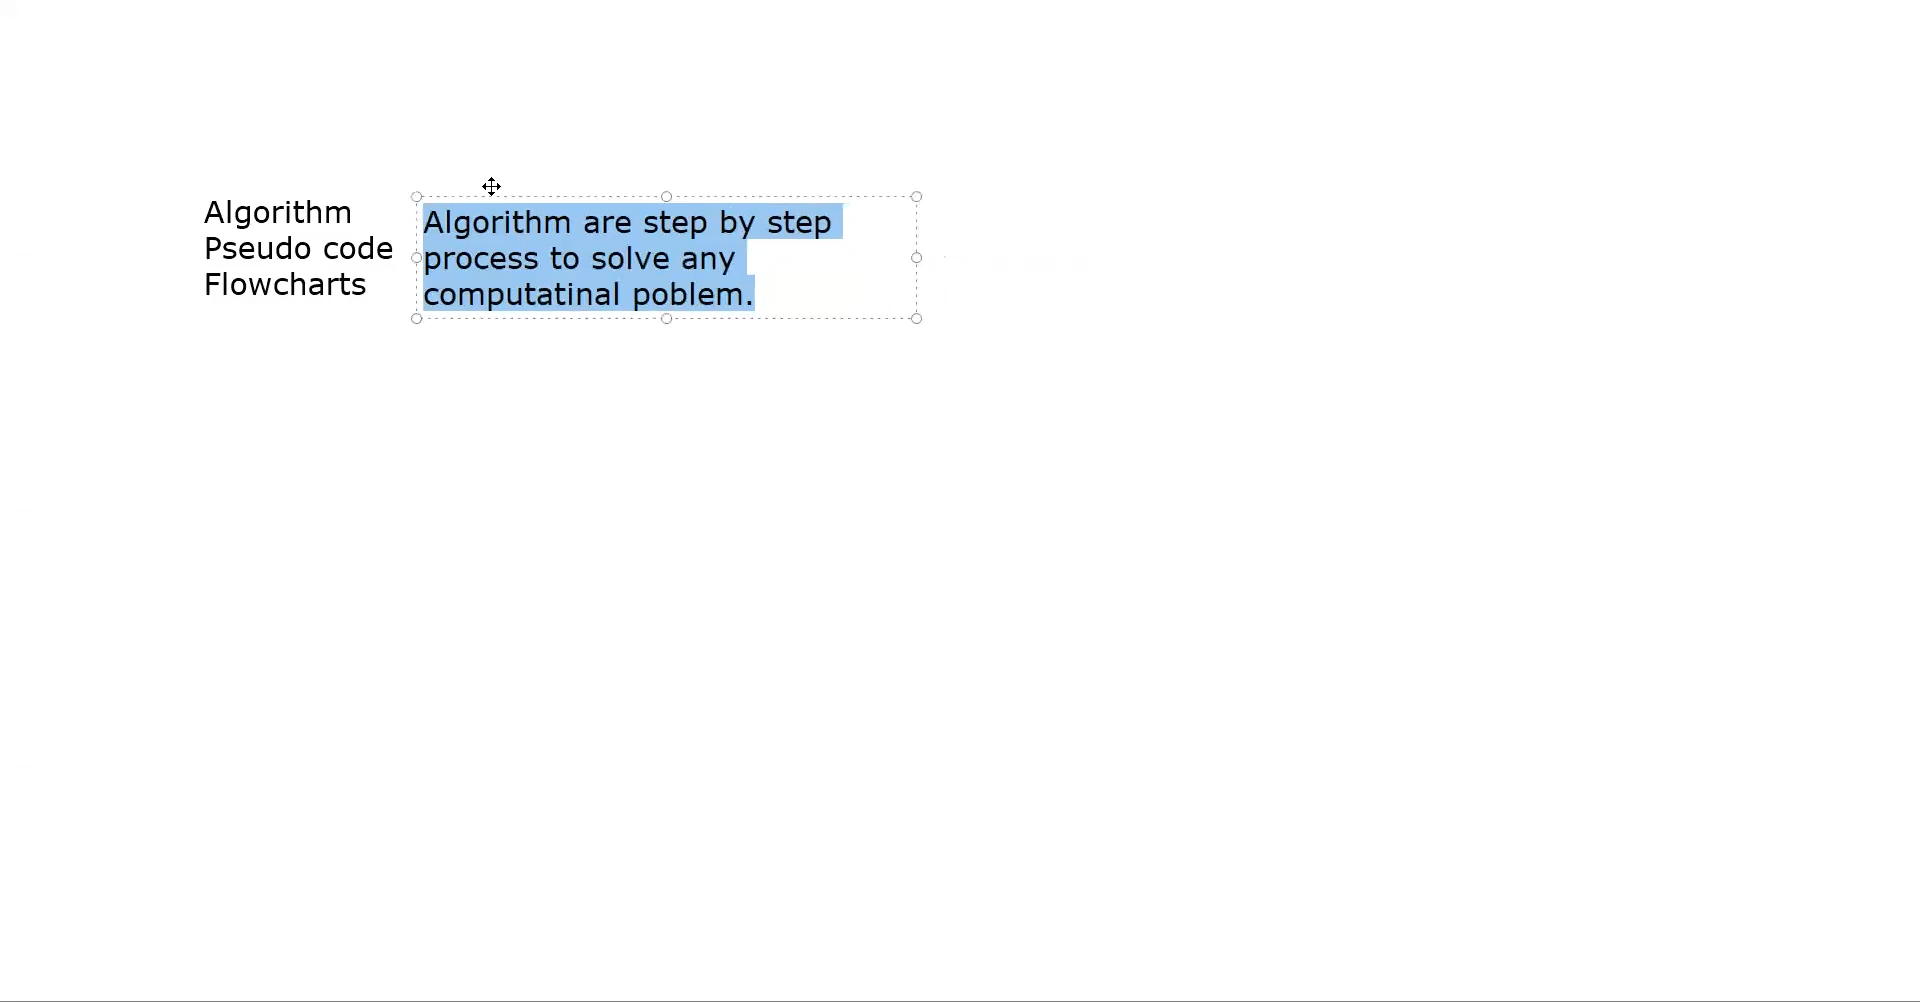 Algorithm
Pseudo code
Flowcharts
Algorithm are step by step
process to solve any
computatinal poblem.